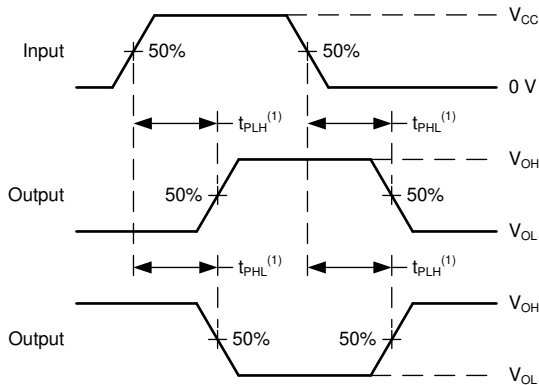 V_CC
Input 50% 50%
0 V
t_PLH^(1) t_PHL^(1)
V_OH
Output 50% 50%
V_OL
t_PHL^(1) t_PLH^(1)
V_OH
Output 50% 50%
V_OL